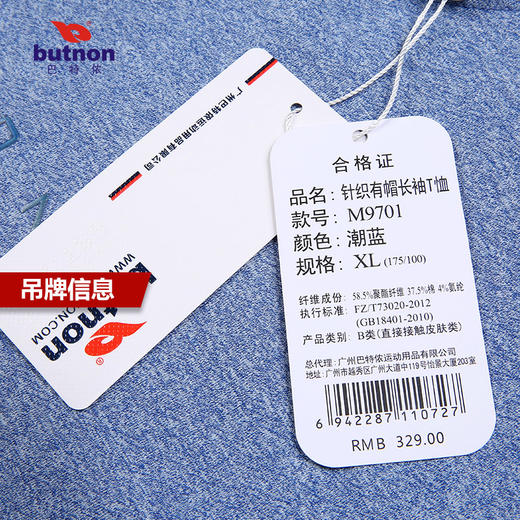 butnon
巴特侬
广州巴特侬运动用品有限公司
butnon
吊牌信息
合格证
品名：针织有帽长袖T恤
款号：M9701
颜色：潮蓝
规格：XL (175/100)
纤维成份：58.5%聚酯纤维 37.5%棉 4%氨纶
执行标准：FZ/T73020-2012
(GB18401-2010)
产品类别：B类(直接接触皮肤类)
总代理：广州巴特侬运动用品有限公司
地址：广州市越秀区广州大道中119号怡景大厦203室
6 942287 110727
RMB 329.00